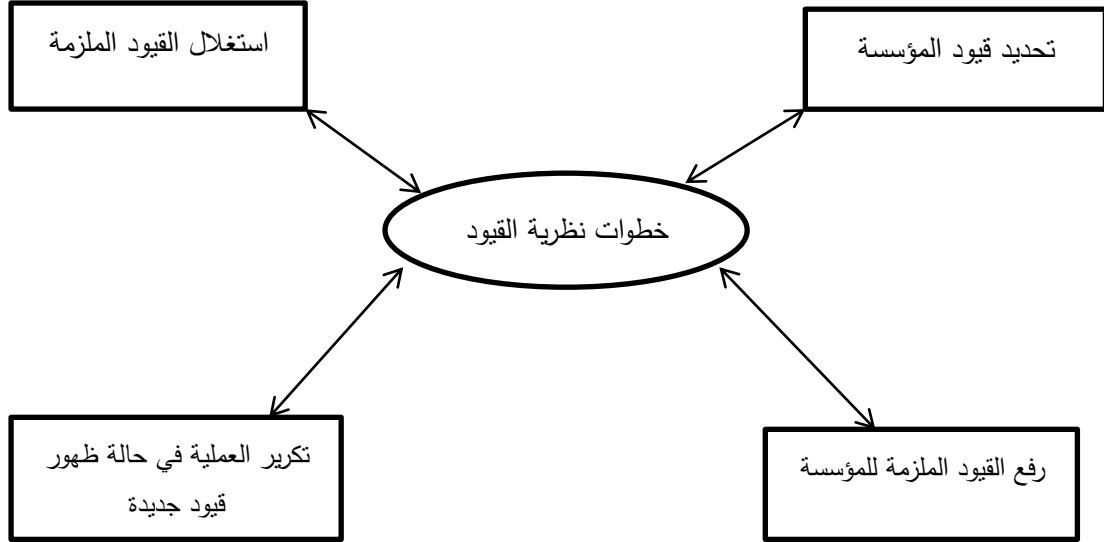 تحديد قيود المؤسسة
استغلال القيود الملزمة
خطوات نظرية القيود
رفع القيود الملزمة للمؤسسة
تكرير العملية في حالة ظهور
قيود جديدة